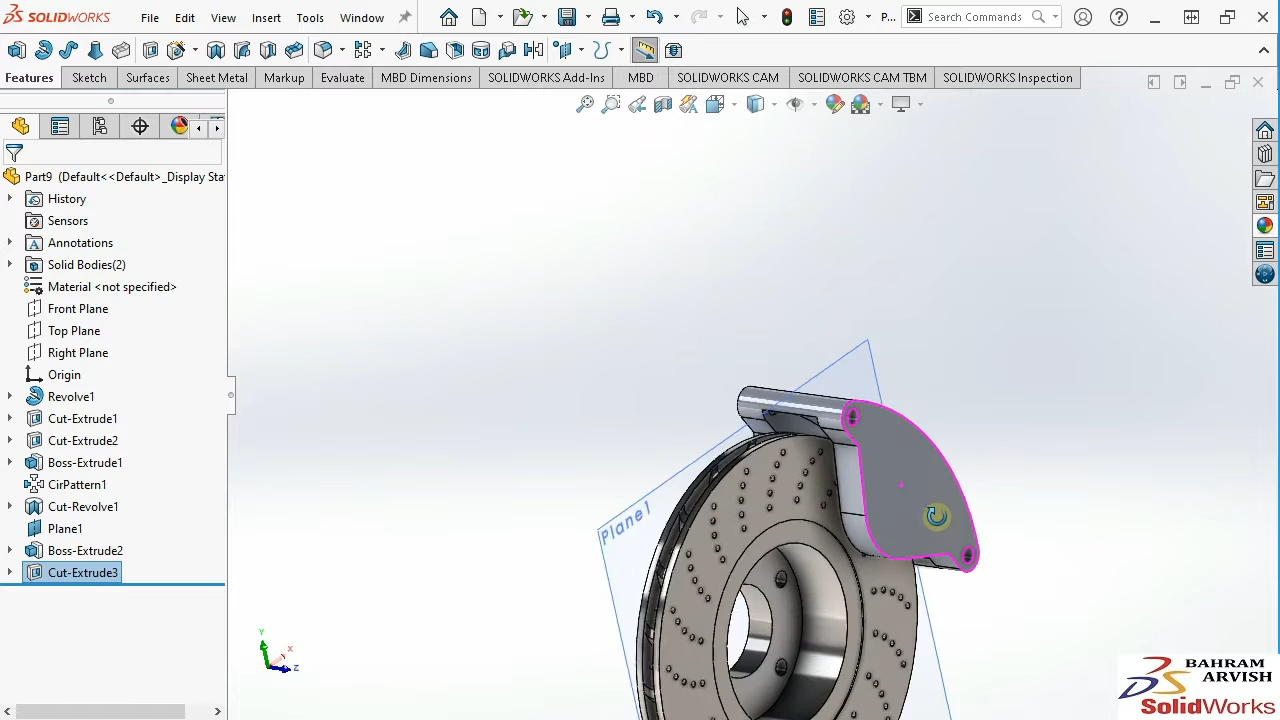 SOLIDWORKS File Edit View Insert Tools Window P... Search Commands
Features Sketch Surfaces Sheet Metal Markup Evaluate MBD Dimensions SOLIDWORKS Add-Ins MBD SOLIDWORKS CAM SOLIDWORKS CAM TBM SOLIDWORKS Inspection
Part9 (Default<<Default>_Display Sta
History
Sensors
Annotations
Solid Bodies(2)
Material <not specified>
Front Plane
Top Plane
Right Plane
Origin
Revolve1
Cut-Extrude1
Cut-Extrude2
Boss-Extrude1
CirPattern1
Cut-Revolve1
Plane1
Boss-Extrude2
Cut-Extrude3
Plane1
Y
X
Z
BAHRAM
ARVISH
SolidWorks